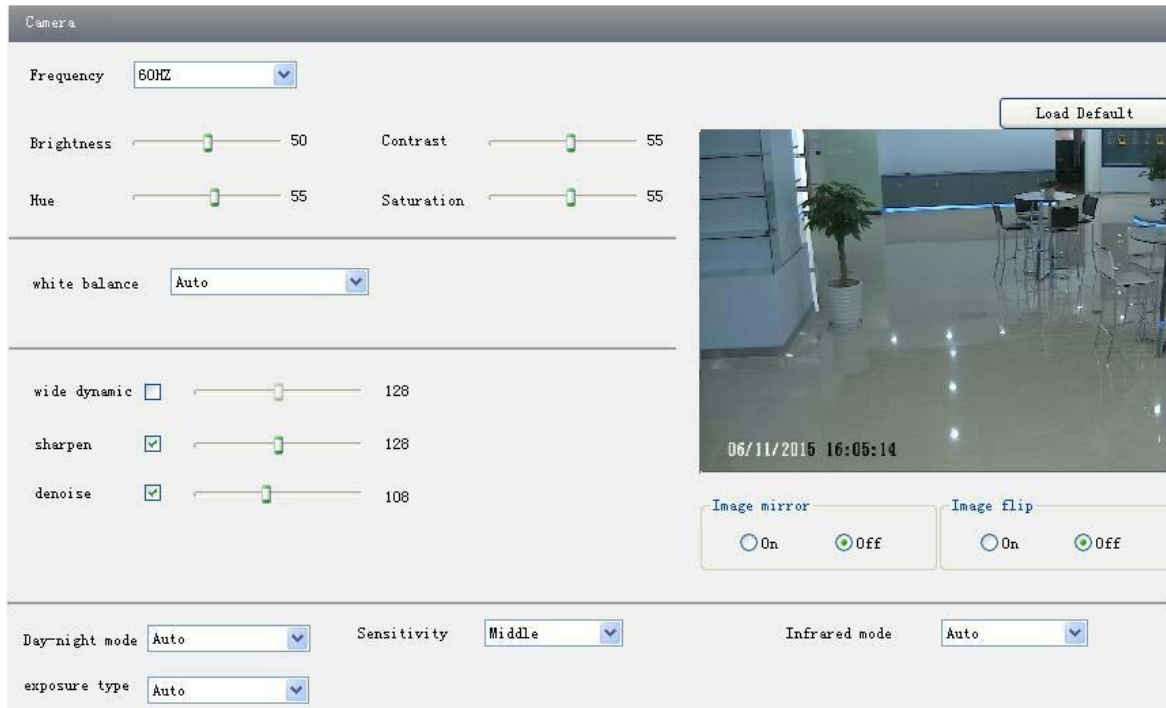 Camera
Frequency 60HZ
Load Default
Brightness 50 Contrast 55
Hue 55 Saturation 55
white balance Auto
wide dynamic 128
sharpen 128
denoise 108
06/11/2015 16:05:14
Image mirror Image flip
On Off On Off
Day-night mode Auto Sensitivity Middle Infrared mode Auto
exposure type Auto